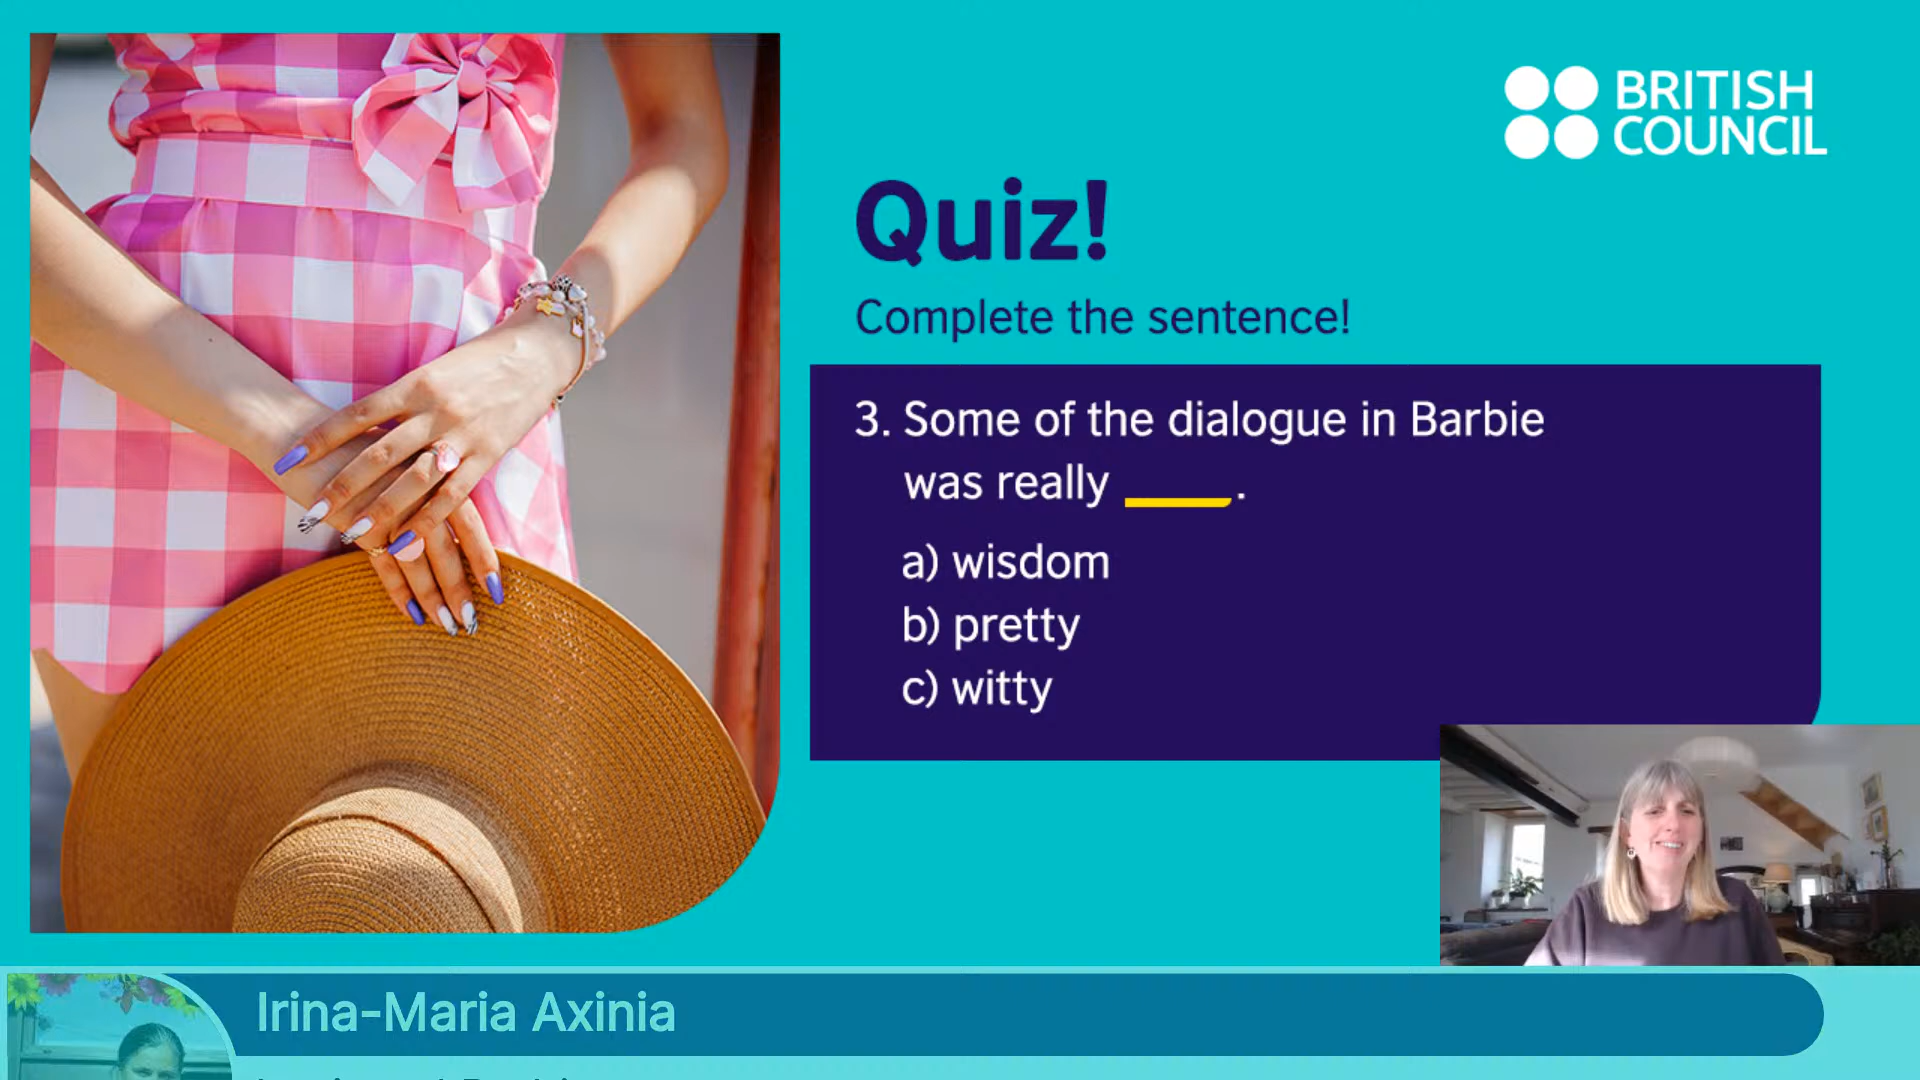 BRITISH
COUNCIL
Quiz!
Complete the sentence!
3. Some of the dialogue in Barbie
was really ____.
a) wisdom
b) pretty
c) witty
Irina-Maria Axinia